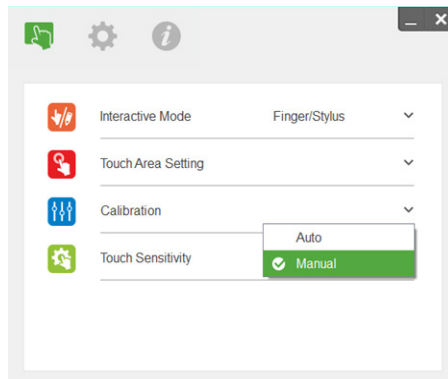 Interactive Mode Finger/Stylus
Touch Area Setting
Calibration
Auto
Touch Sensitivity
Manual